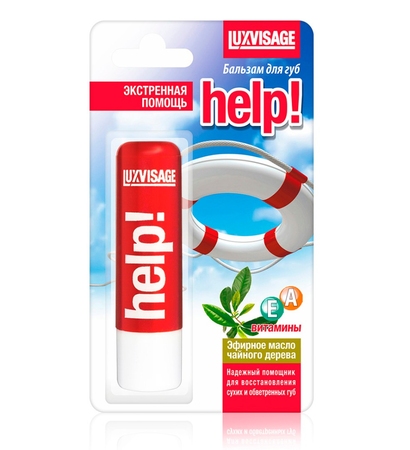 LUXVISAGE
Бальзам для губ
help!
ЭКСТРЕННАЯ
ПОМОЩЬ
LUXVISAGE
help!
E
A
витамины
Эфирное масло
чайного дерева
Надежный помощник
для восстановления
сухих и обветренных губ